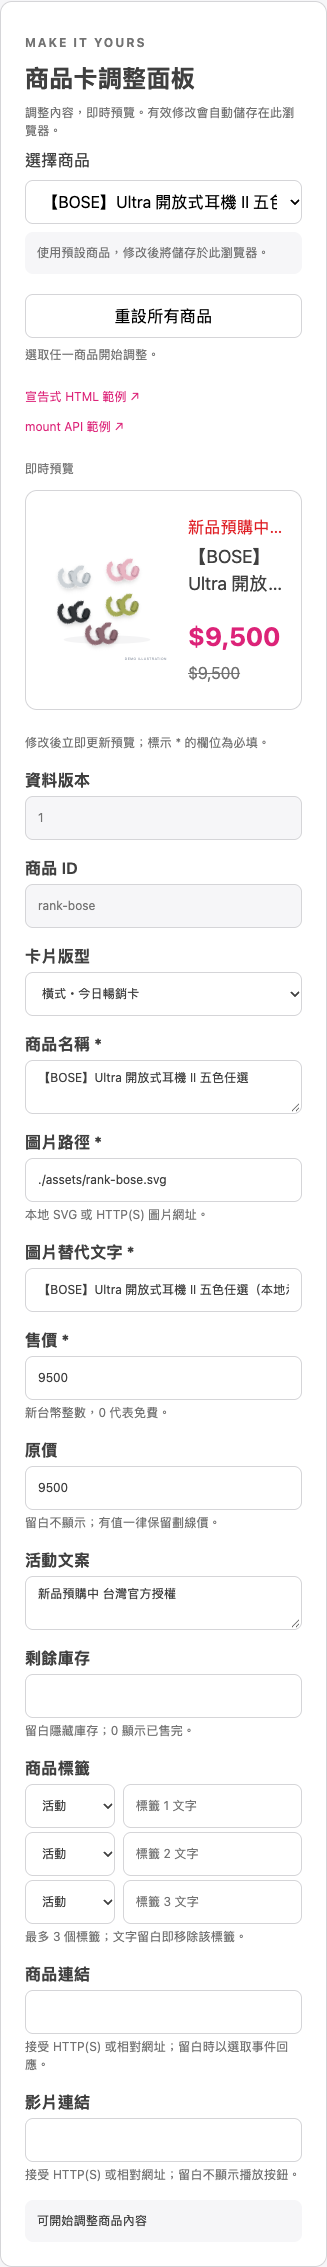 MAKE IT YOURS
商品卡調整面板
調整內容，即時預覽。有效修改會自動儲存在此瀏
覽器。
選擇商品
【BOSE】Ultra 開放式耳機 II 五色
使用預設商品，修改後將儲存於此瀏覽器。
重設所有商品
選取任一商品開始調整。
宣告式 HTML 範例 ↗
mount API 範例 ↗
即時預覽
新品預購中...
【BOSE】
Ultra 開放...
$9,500
$9,500
DEMO ILLUSTRATION
修改後立即更新預覽；標示 * 的欄位為必填。
資料版本
1
商品 ID
rank-bose
卡片版型
橫式・今日暢銷卡
商品名稱 *
【BOSE】Ultra 開放式耳機 II 五色任選
圖片路徑 *
./assets/rank-bose.svg
本地 SVG 或 HTTP(S) 圖片網址。
圖片替代文字 *
【BOSE】Ultra 開放式耳機 II 五色任選（本地
售價 *
9500
新台幣整數，0 代表免費。
原價
9500
留白不顯示；有值一律保留劃線價。
活動文案
新品預購中 台灣官方授權
剩餘庫存
留白隱藏庫存；0 顯示已售完。
商品標籤
活動 標籤 1 文字
活動 標籤 2 文字
活動 標籤 3 文字
最多 3 個標籤；文字留白即移除該標籤。
商品連結
接受 HTTP(S) 或相對網址；留白時以選取事件回
應。
影片連結
接受 HTTP(S) 或相對網址；留白不顯示播放按鈕。
可開始調整商品內容